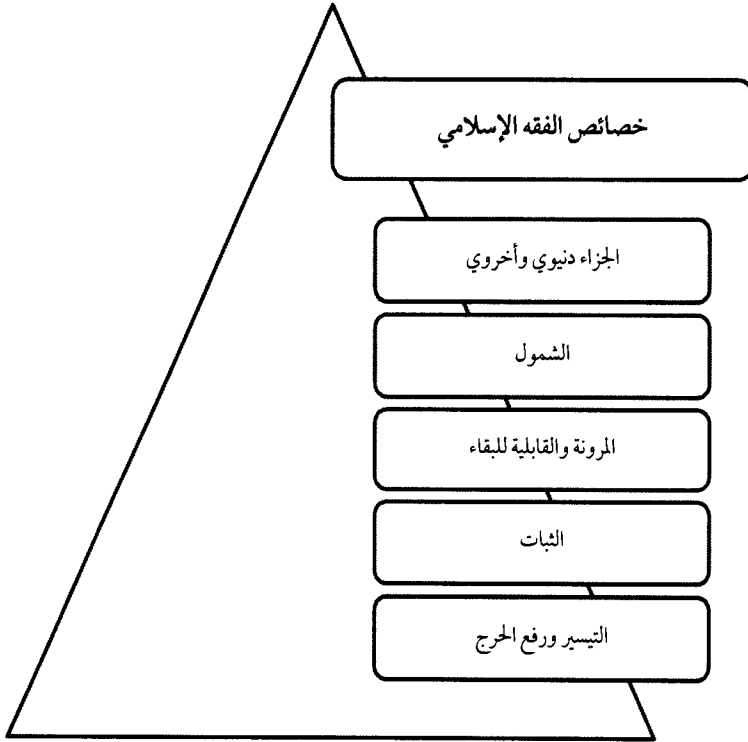 خصائص الفقه الإسلامي
الجزاء دنيوي وأخروي
الشمول
المرونة والقابلية للبقاء
الثبات
التيسير ورفع الحرج